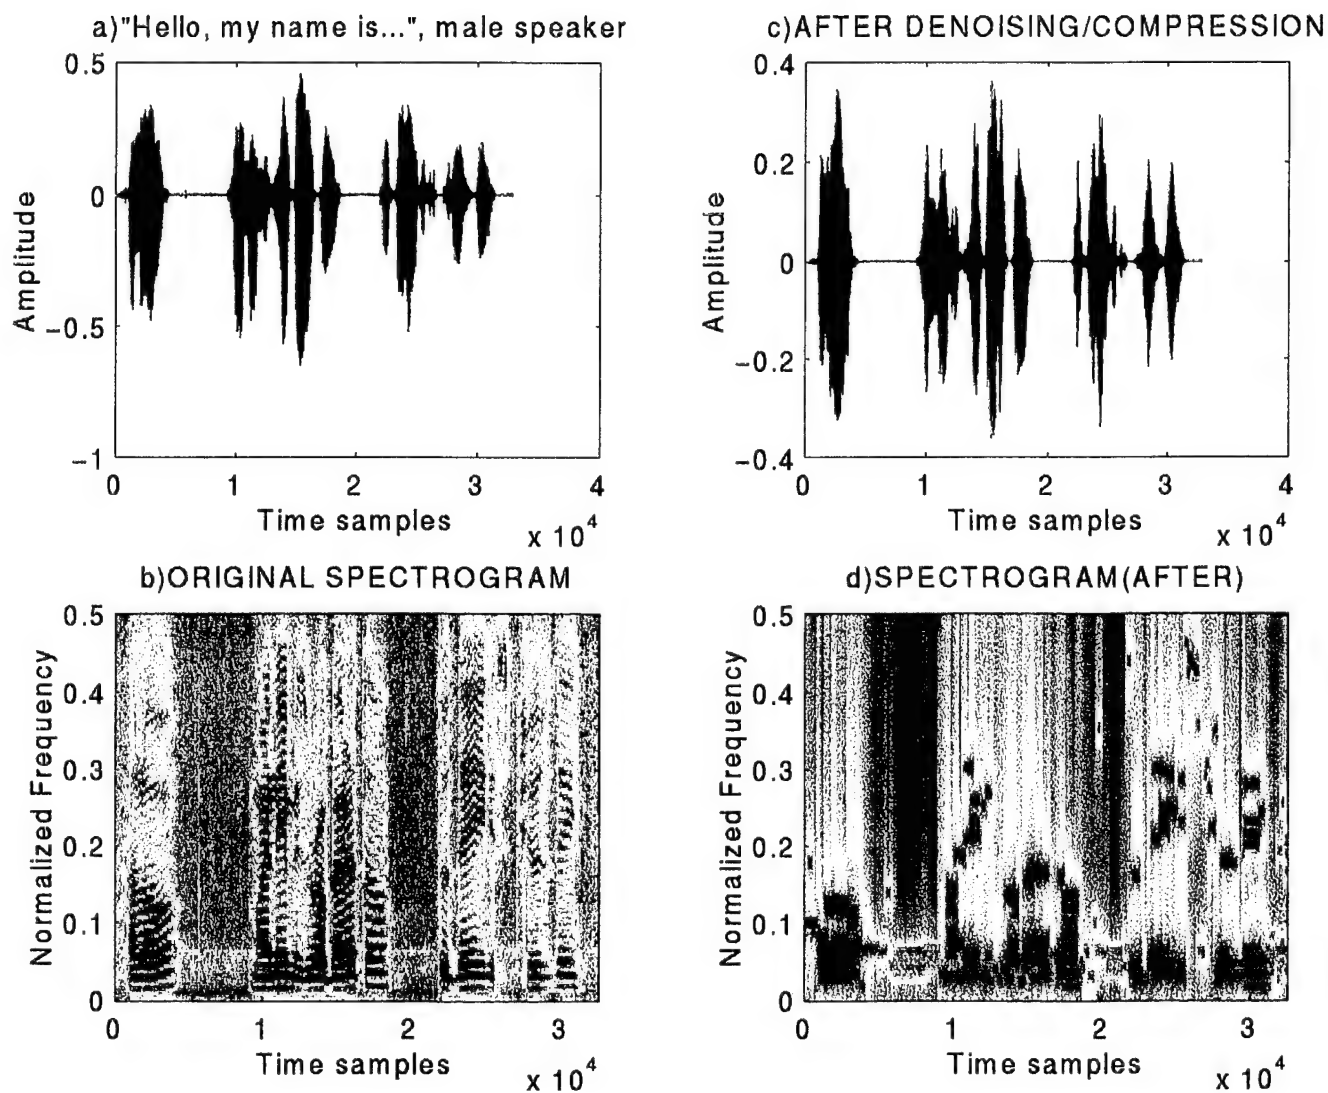 a)"Hello, my name is...", male speaker
0.5
0
−0.5
−1
Amplitude
0 1 2 3 4
Time samples
x 10^4
c)AFTER DENOISING/COMPRESSION
0.4
0.2
0
−0.2
−0.4
Amplitude
0 1 2 3 4
Time samples
x 10^4
b)ORIGINAL SPECTROGRAM
0.5
0.4
0.3
0.2
0.1
0
Normalized Frequency
0 1 2 3
Time samples
x 10^4
d)SPECTROGRAM(AFTER)
0.5
0.4
0.3
0.2
0.1
0
Normalized Frequency
0 1 2 3
Time samples
x 10^4